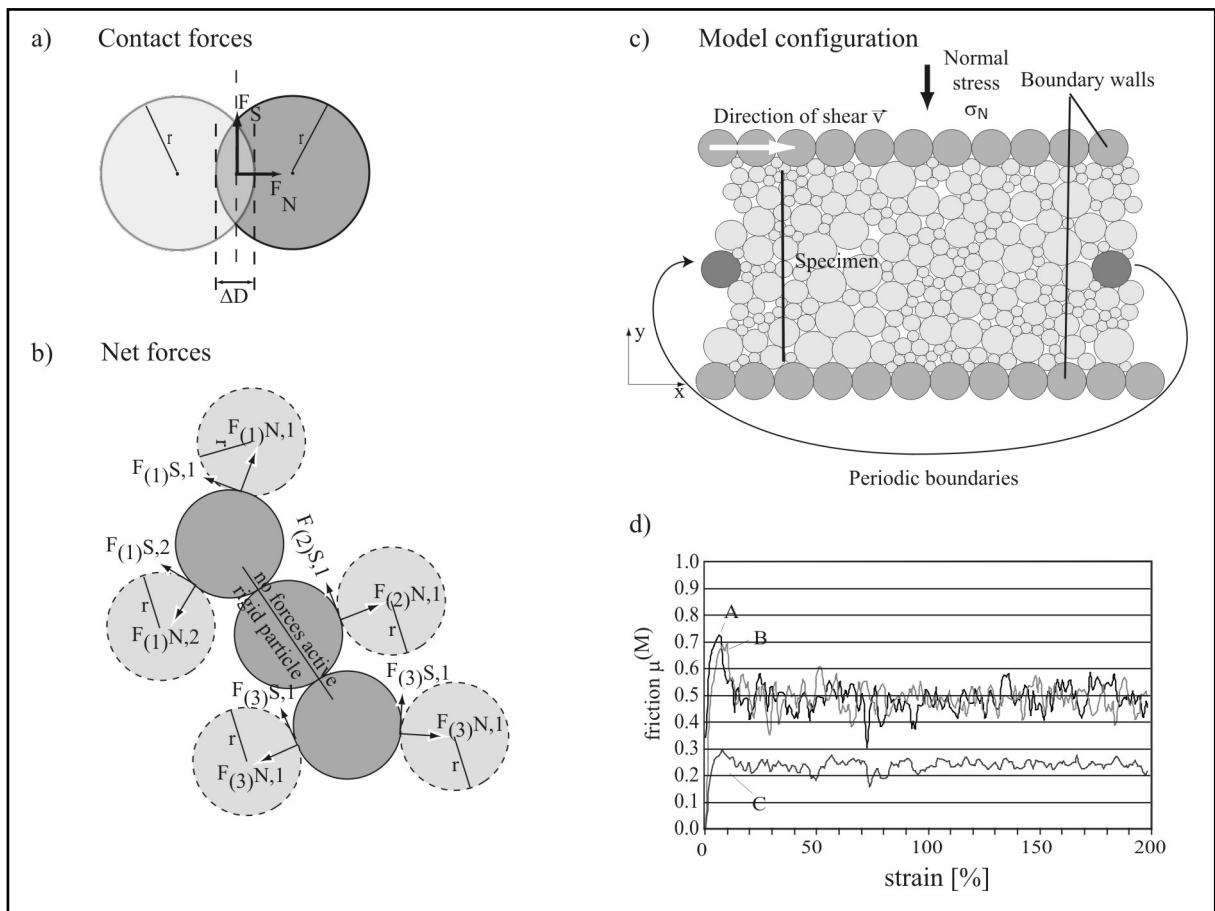 a) Contact forces
F
S
r
r
F
N
ΔD
b) Net forces
F(1)N,1
r
F(1)S,1
F(1)S,2
F(2)S,1
r
F(1)N,2
no forces active
rigid particle
F(2)N,1
r
F(3)S,1
F(3)S,1
r
F(3)N,1
F(3)N,1
r
c) Model configuration
Normal
stress
σN
Boundary walls
Direction of shear v⃗
Specimen
y
x
Periodic boundaries
d)
1.0
0.9
0.8
0.7
0.6
0.5
0.4
0.3
0.2
0.1
0.0
friction μ(M)
A
B
C
0
50
100
150
200
strain [%]